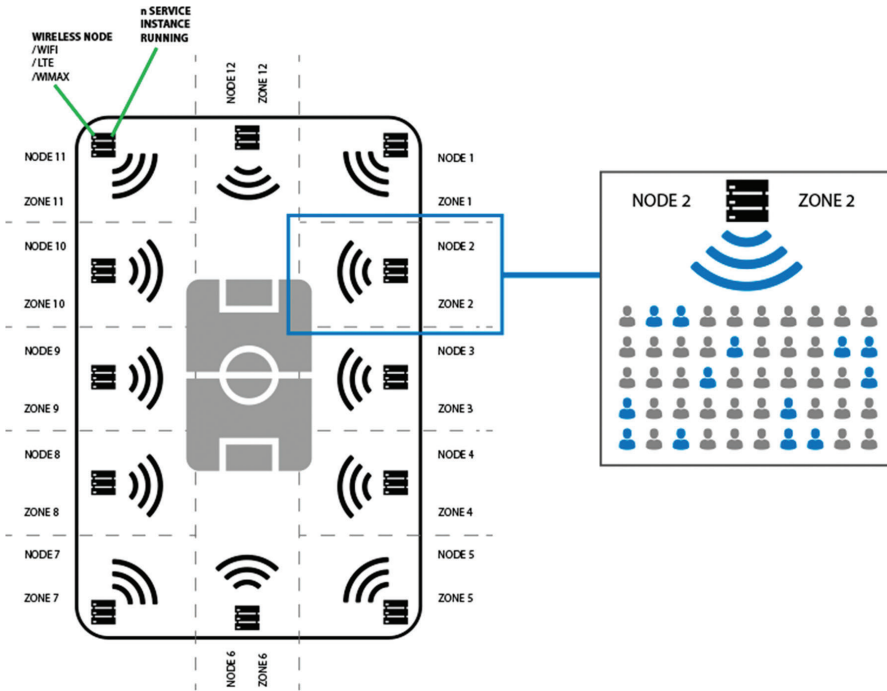 n SERVICE
INSTANCE
RUNNING
WIRELESS NODE
/WIFI
/ LTE
/WIMAX
NODE 12
ZONE 12
NODE 11
ZONE 11
NODE 1
ZONE 1
NODE 10
ZONE 10
NODE 2
ZONE 2
NODE 9
ZONE 9
NODE 3
ZONE 3
NODE 8
ZONE 8
NODE 4
ZONE 4
NODE 7
ZONE 7
NODE 5
ZONE 5
NODE 6
ZONE 6
NODE 2
ZONE 2